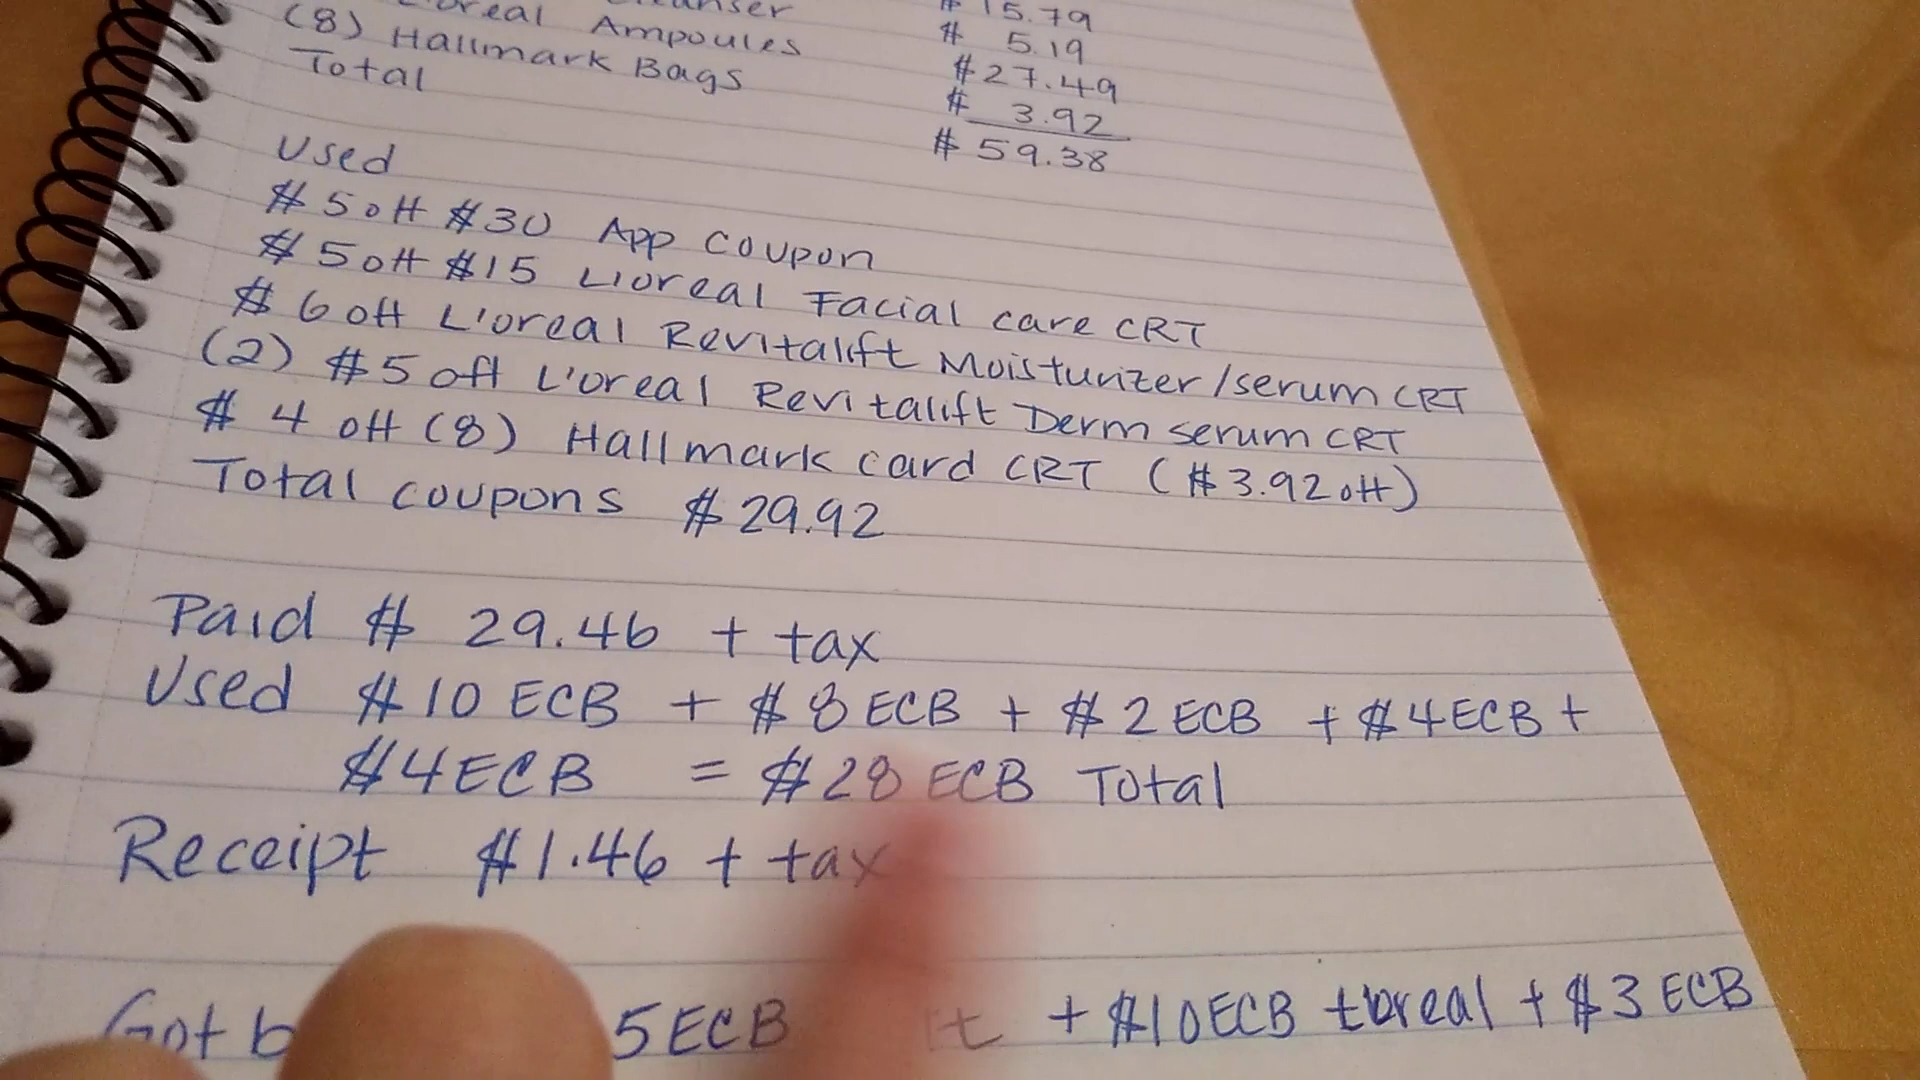 $ 15.79
Ampoules $ 5.19
(8) Hallmark Bags $27.49
Total $ 3.92
$ 59.38
Used
$ 5 off $30 App coupon
$ 5 off $15 L'oreal Facial care CRT
$ 6 off L'oreal Revitalift Moisturizer/serum CRT
(2) $5 off L'oreal Revitalift Derm serum CRT
$ 4 off (8) Hallmark card CRT ($3.92 off)
Total coupons $29.92
Paid $ 29.46 + tax
Used $10 ECB + $8 ECB + $2 ECB + $4 ECB +
$4 ECB = $28 ECB Total
Receipt $1.46 + tax
Got 5 ECB + $10 ECB L'oreal + $3 ECB